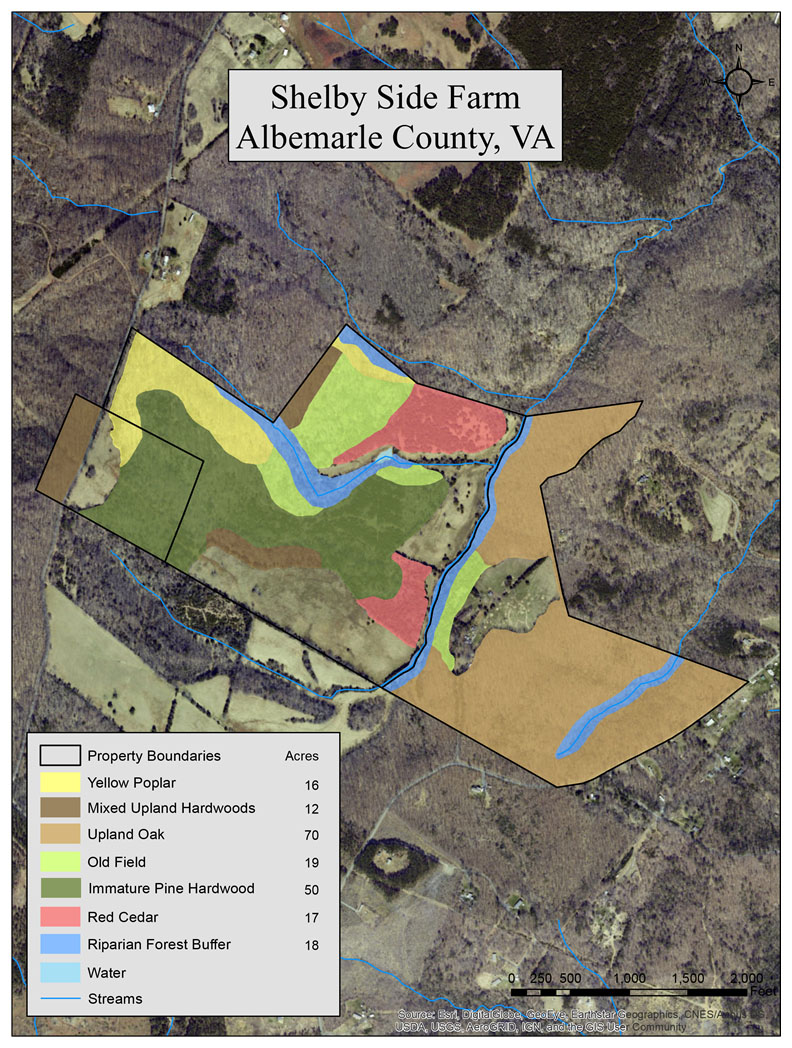 Shelby Side Farm
Albemarle County, VA
N
W E
S
Property Boundaries Acres
Yellow Poplar 16
Mixed Upland Hardwoods 12
Upland Oak 70
Old Field 19
Immature Pine Hardwood 50
Red Cedar 17
Riparian Forest Buffer 18
Water
Streams
0 250 500 1,000 1,500 2,000
Feet
Source: Esri, DigitalGlobe, GeoEye, Earthstar Geographics, CNES/Airbus DS,
USDA, USGS, AeroGRID, IGN, and the GIS User Community